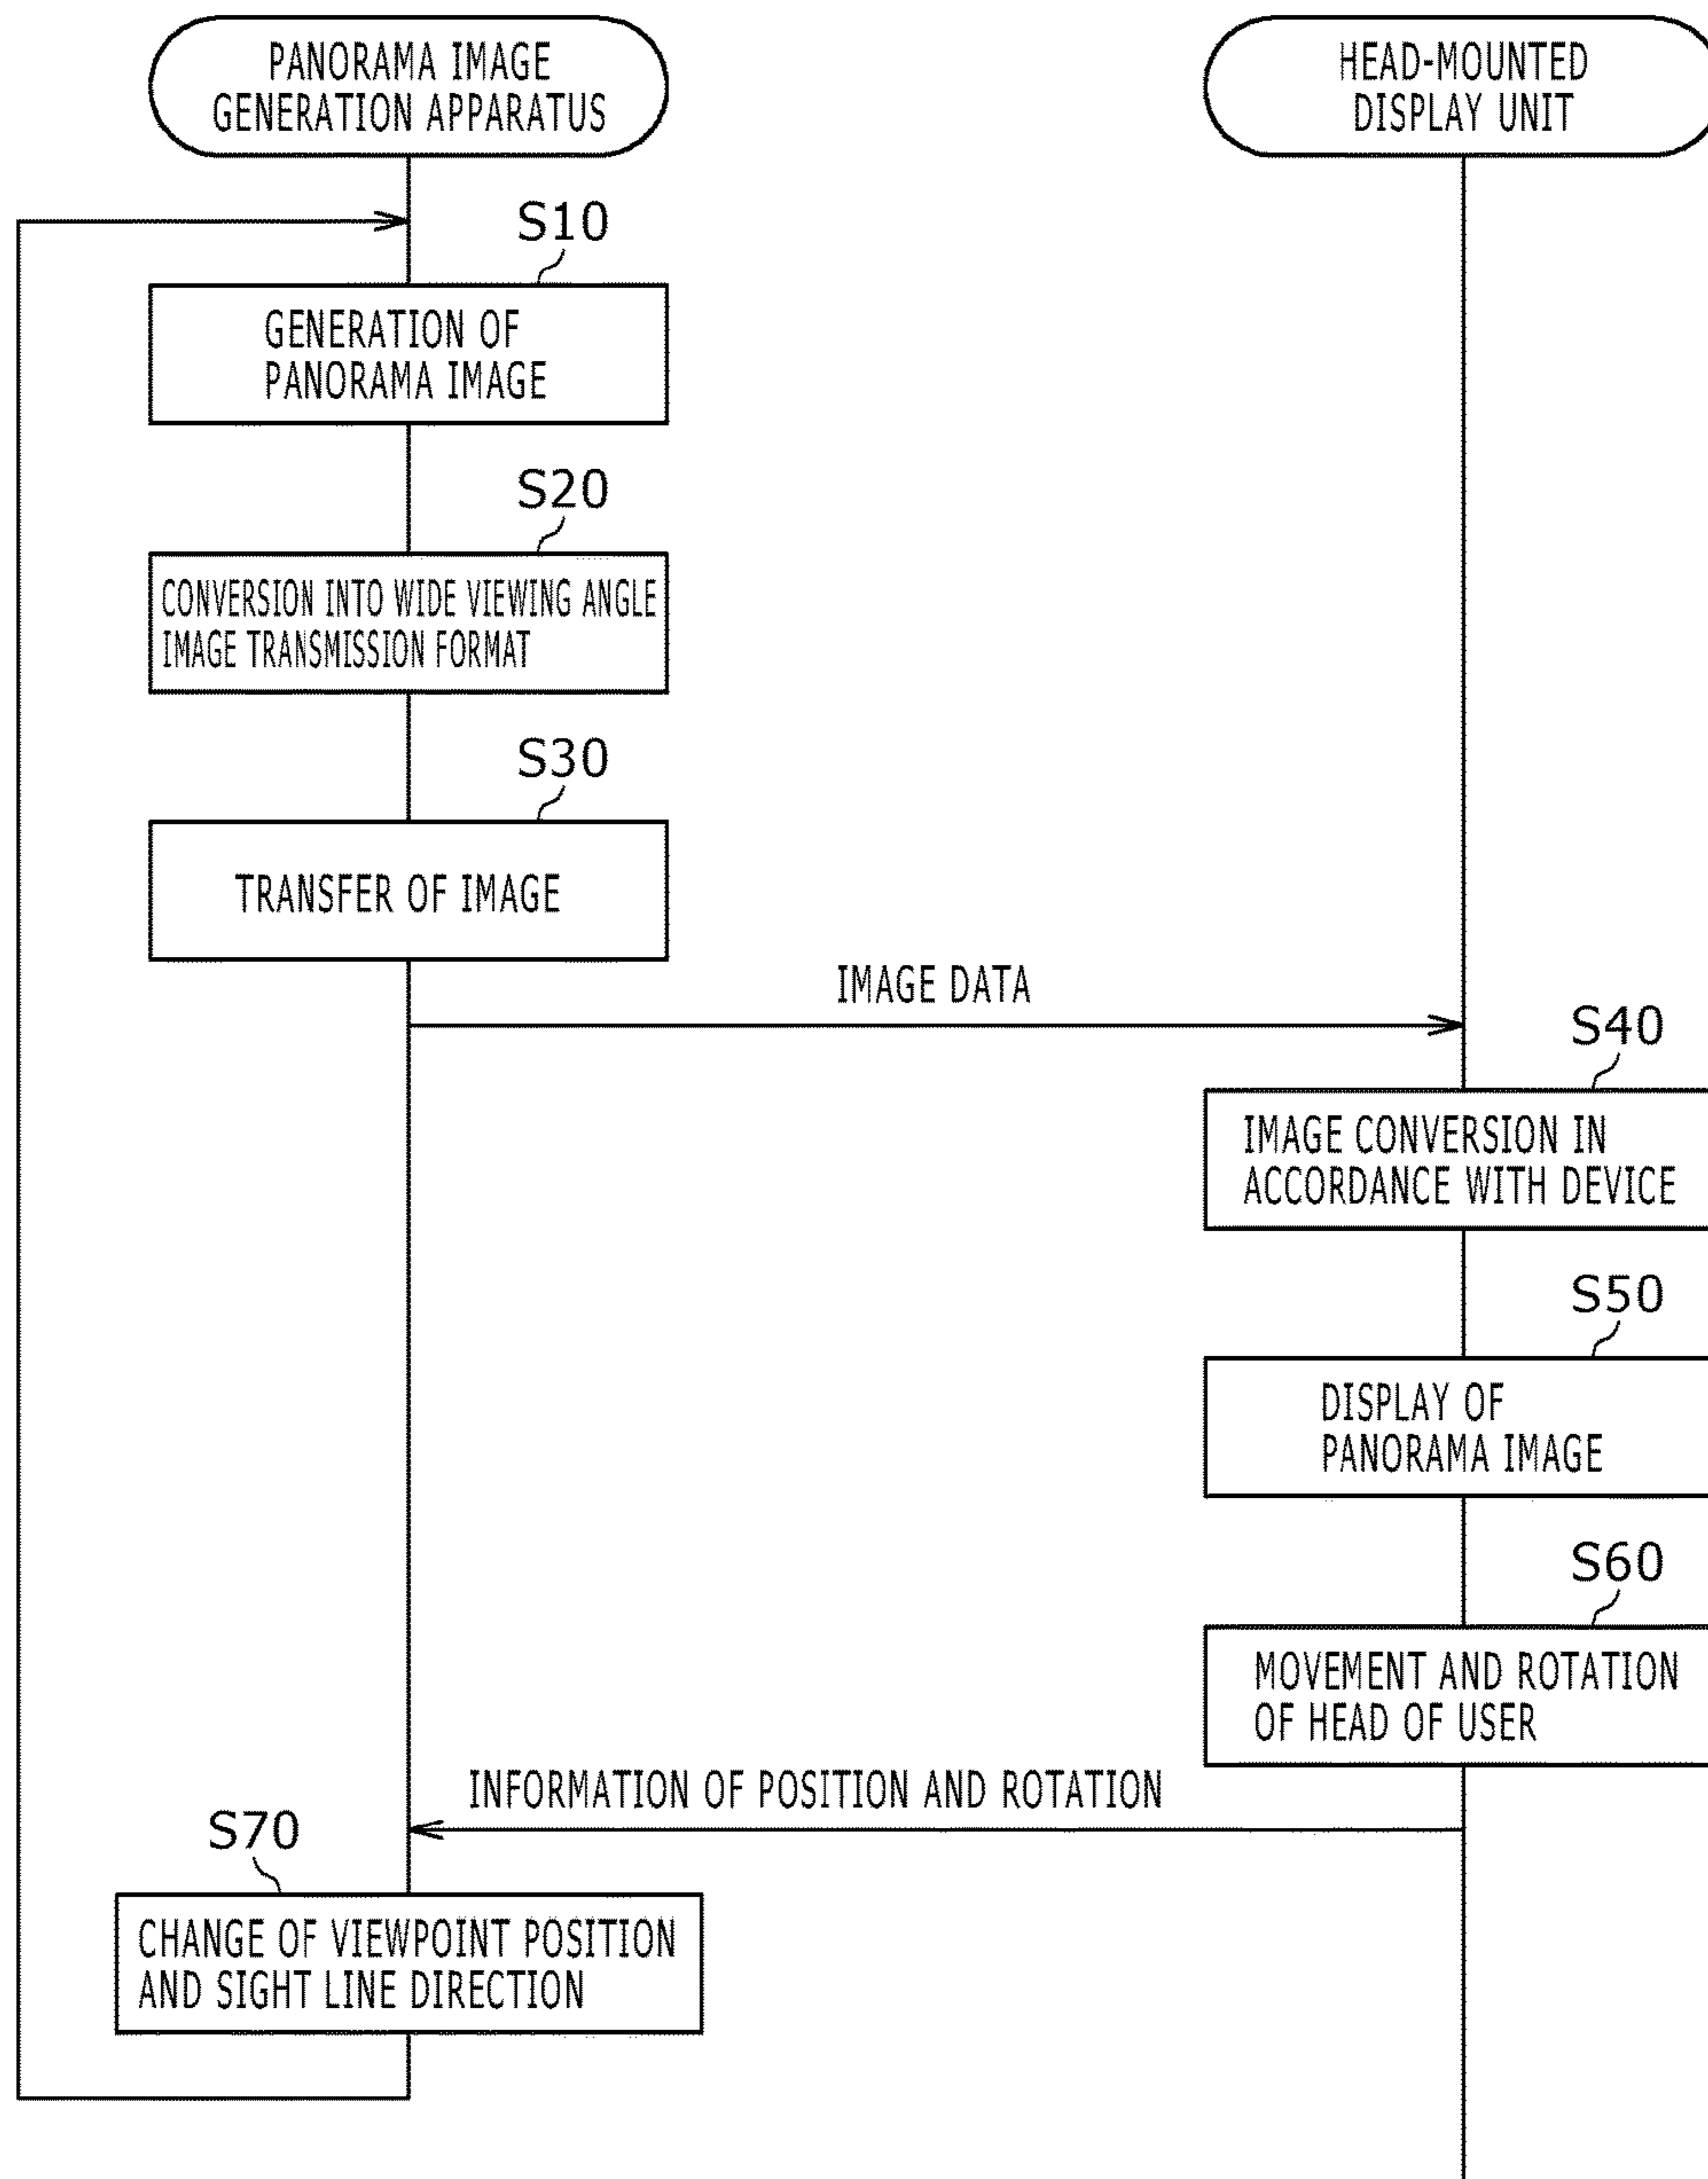 PANORAMA IMAGE
GENERATION APPARATUS
HEAD-MOUNTED
DISPLAY UNIT
S10
GENERATION OF
PANORAMA IMAGE
S20
CONVERSION INTO WIDE VIEWING ANGLE
IMAGE TRANSMISSION FORMAT
S30
TRANSFER OF IMAGE
IMAGE DATA
S40
IMAGE CONVERSION IN
ACCORDANCE WITH DEVICE
S50
DISPLAY OF
PANORAMA IMAGE
S60
MOVEMENT AND ROTATION
OF HEAD OF USER
INFORMATION OF POSITION AND ROTATION
S70
CHANGE OF VIEWPOINT POSITION
AND SIGHT LINE DIRECTION